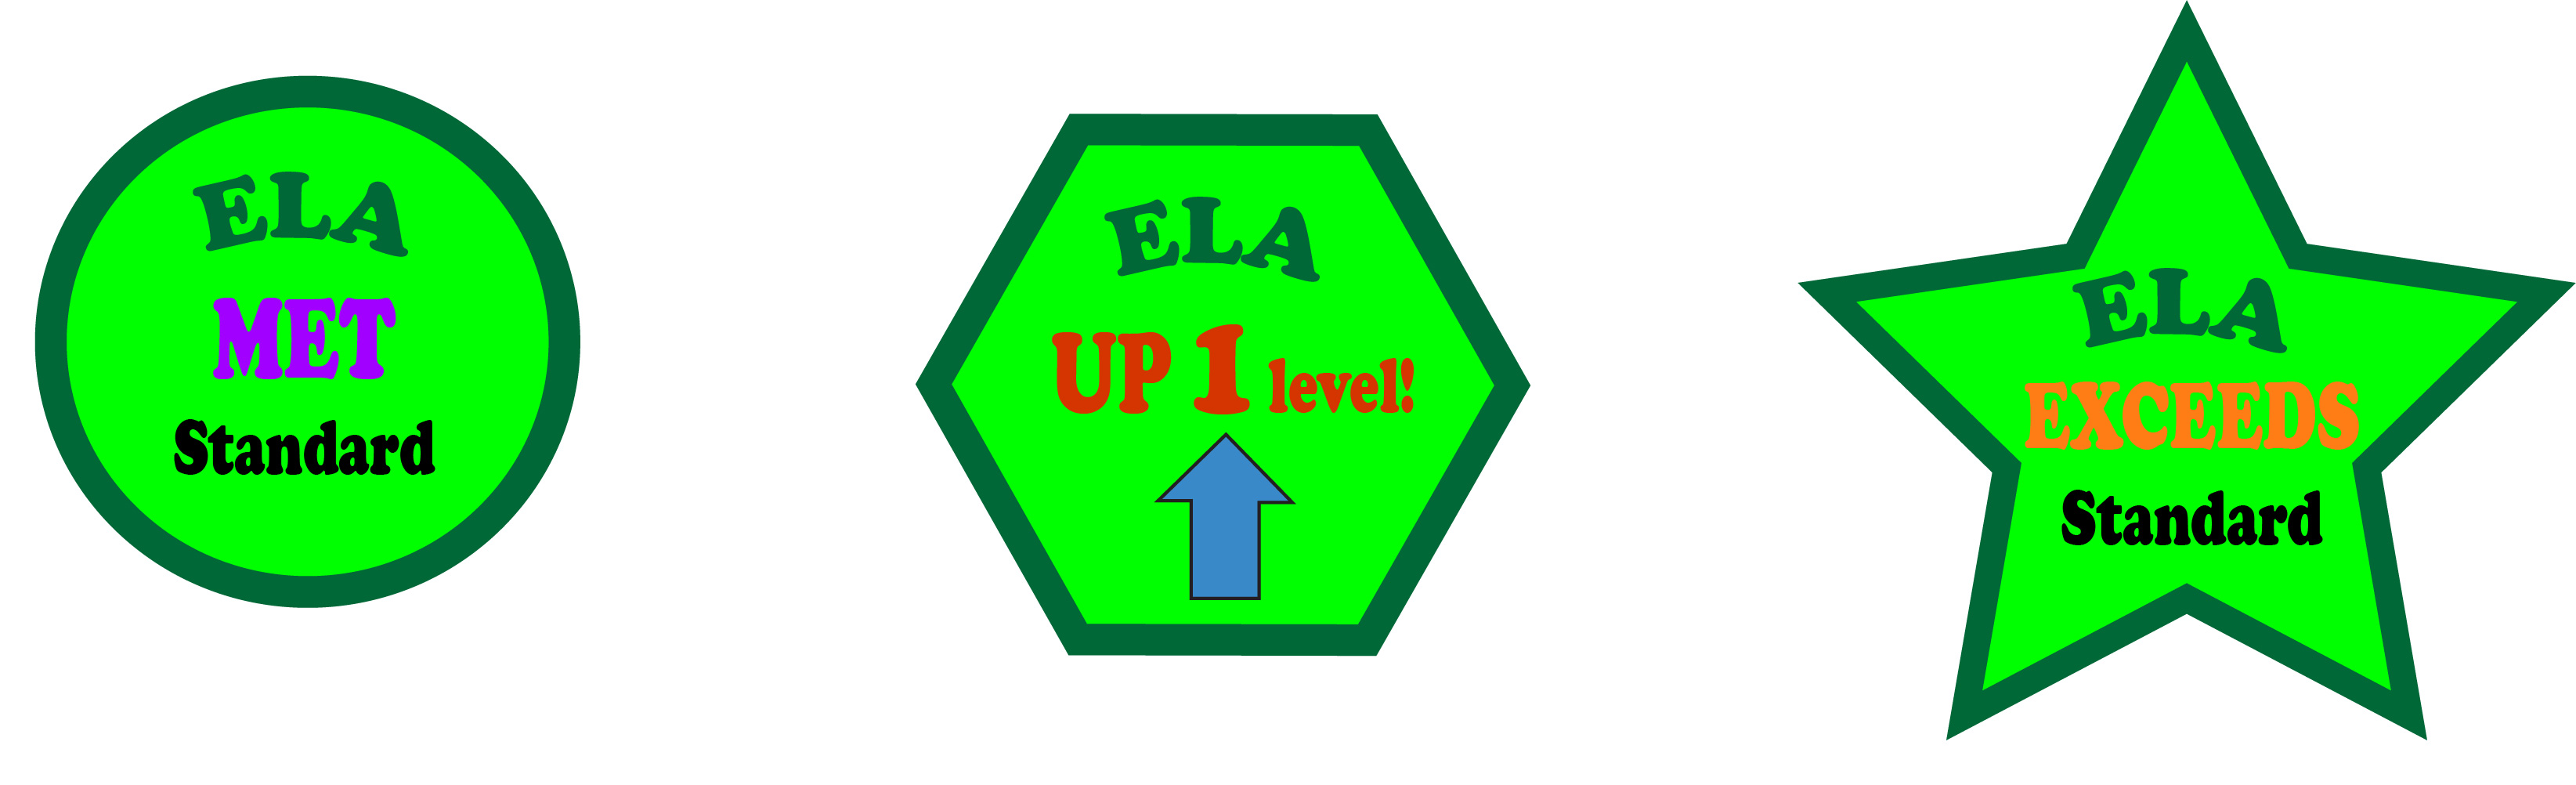 ELA
MET
Standard
ELA
UP 1 level!
ELA
EXCEEDS
Standard